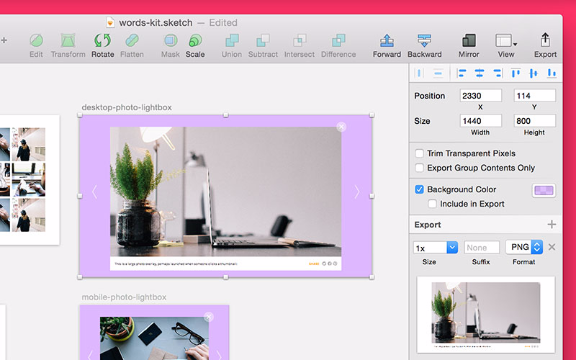 words-kit.sketch — Edited
Edit Transform Rotate Flatten Mask Scale Union Subtract Intersect Difference Forward Backward Mirror View Export
desktop-photo-lightbox
Position 2330 114
X Y
Size 1440 800
Width Height
Trim Transparent Pixels
Export Group Contents Only
Background Color
Include in Export
Export
1x None PNG
Size Suffix Format
mobile-photo-lightbox